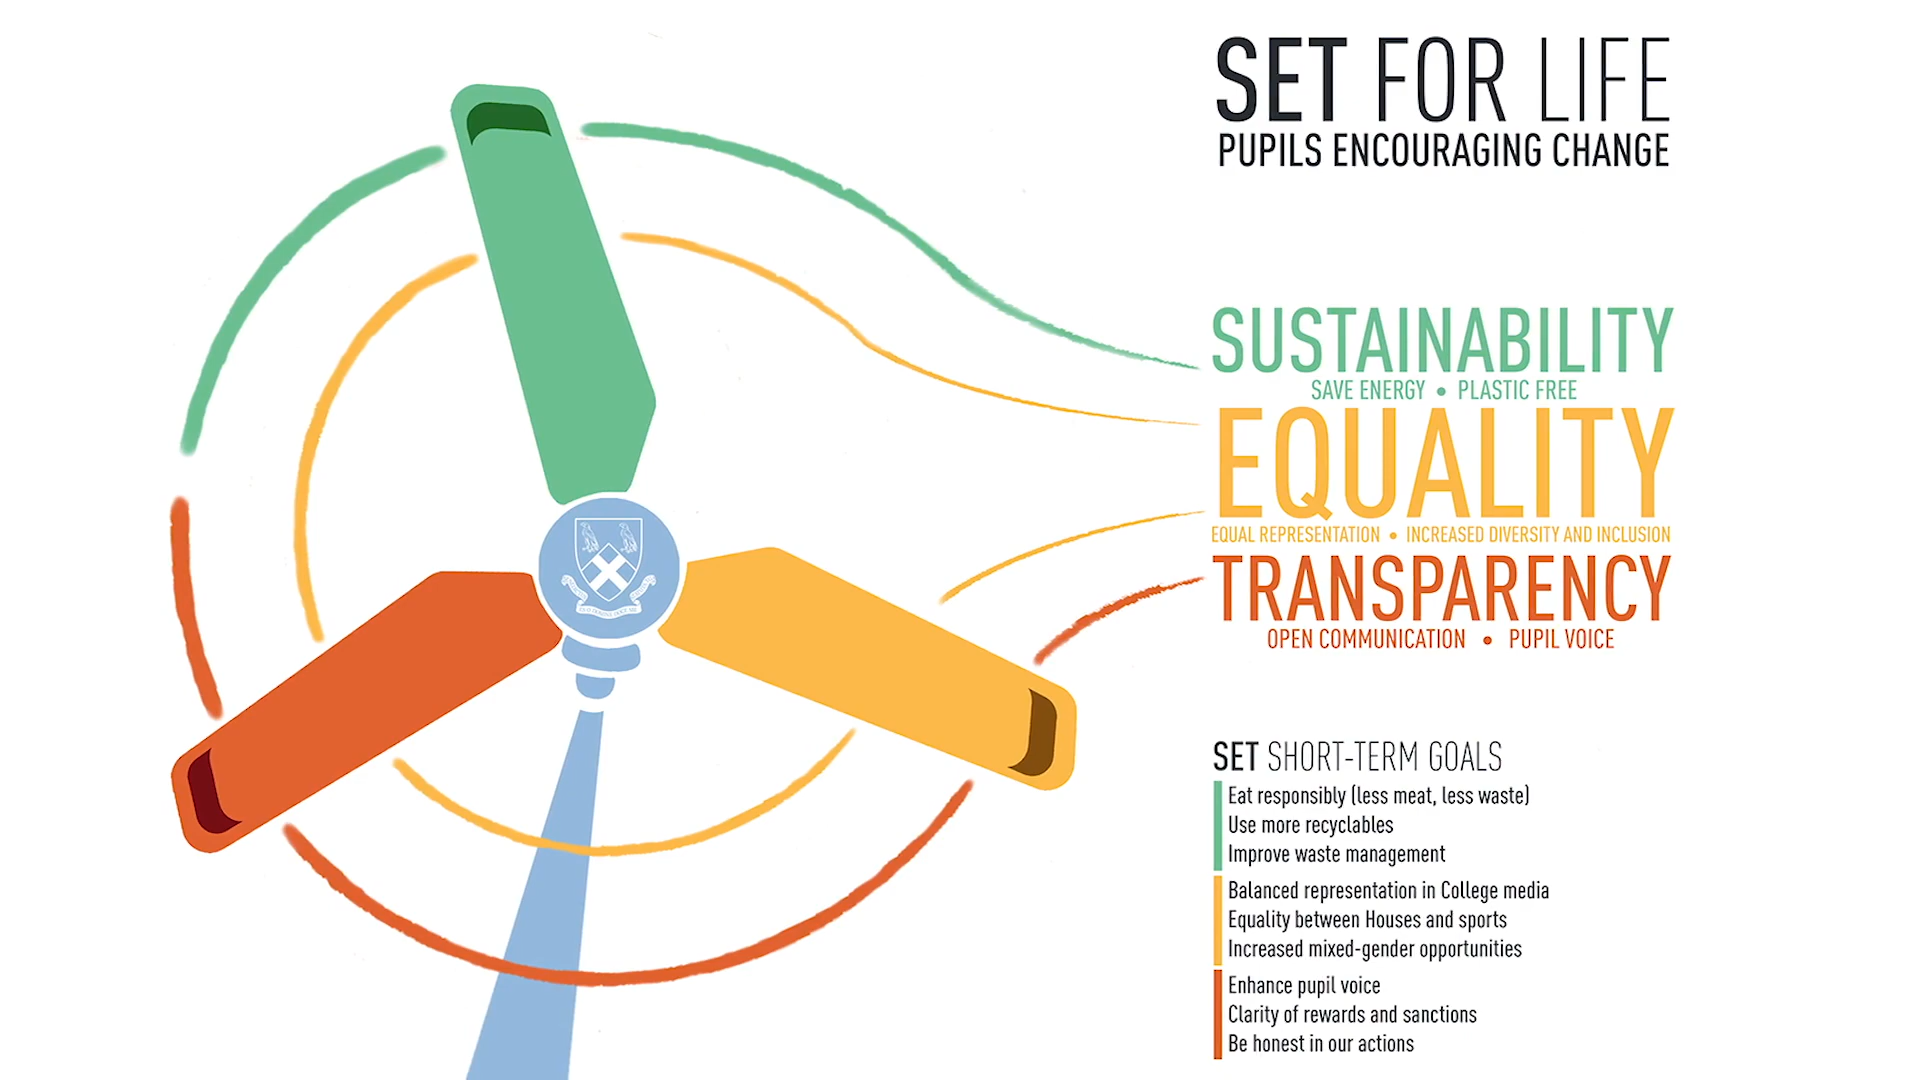 SET FOR LIFE
PUPILS ENCOURAGING CHANGE
SUSTAINABILITY
SAVE ENERGY • PLASTIC FREE
EQUALITY
EQUAL REPRESENTATION • INCREASED DIVERSITY AND INCLUSION
TRANSPARENCY
OPEN COMMUNICATION • PUPIL VOICE
SET SHORT-TERM GOALS
Eat responsibly (less meat, less waste)
Use more recyclables
Improve waste management
Balanced representation in College media
Equality between Houses and sports
Increased mixed-gender opportunities
Enhance pupil voice
Clarity of rewards and sanctions
Be honest in our actions